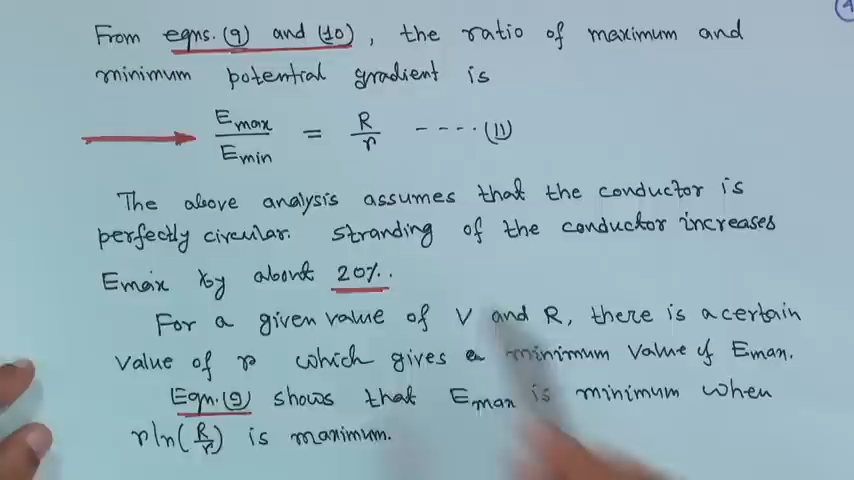 4
From eqns. (9) and (10), the ratio of maximum and
minimum potential gradient is
Emax/Emin = R/r ---- (11)
The above analysis assumes that the conductor is
perfectly circular. Stranding of the conductor increases
Emax by about 20%.
For a given value of V and R, there is a certain
value of r which gives a minimum value of Emax.
Eqn. (9) shows that Emax is minimum when
r ln(R/r) is maximum.